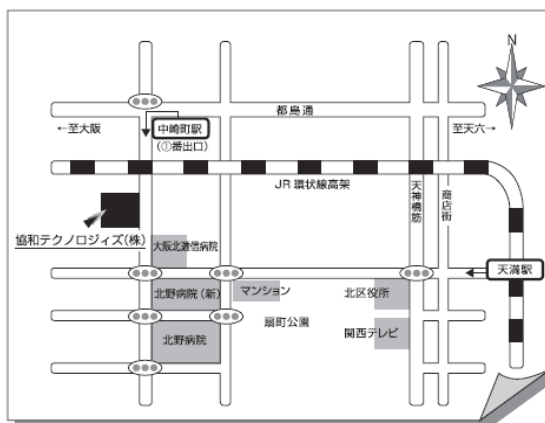 N
都島通
←至大阪
至天六→
中崎町駅
(①番出口)
JR環状線高架
天神橋筋
商店街
協和テクノロジィズ(株)
大阪北逓信病院
天満駅
北野病院(新)
マンション
北区役所
扇町公園
関西テレビ
北野病院